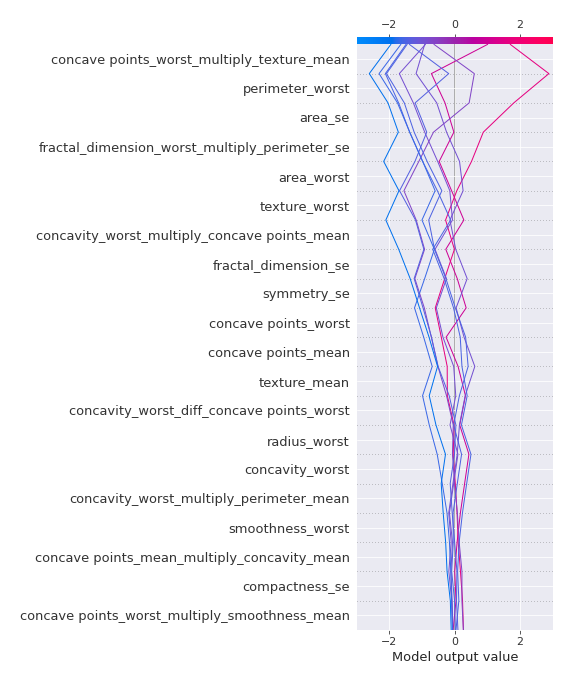 −2 0 2
concave points_worst_multiply_texture_mean
perimeter_worst
area_se
fractal_dimension_worst_multiply_perimeter_se
area_worst
texture_worst
concavity_worst_multiply_concave points_mean
fractal_dimension_se
symmetry_se
concave points_worst
concave points_mean
texture_mean
concavity_worst_diff_concave points_worst
radius_worst
concavity_worst
concavity_worst_multiply_perimeter_mean
smoothness_worst
concave points_mean_multiply_concavity_mean
compactness_se
concave points_worst_multiply_smoothness_mean
−2 0 2
Model output value